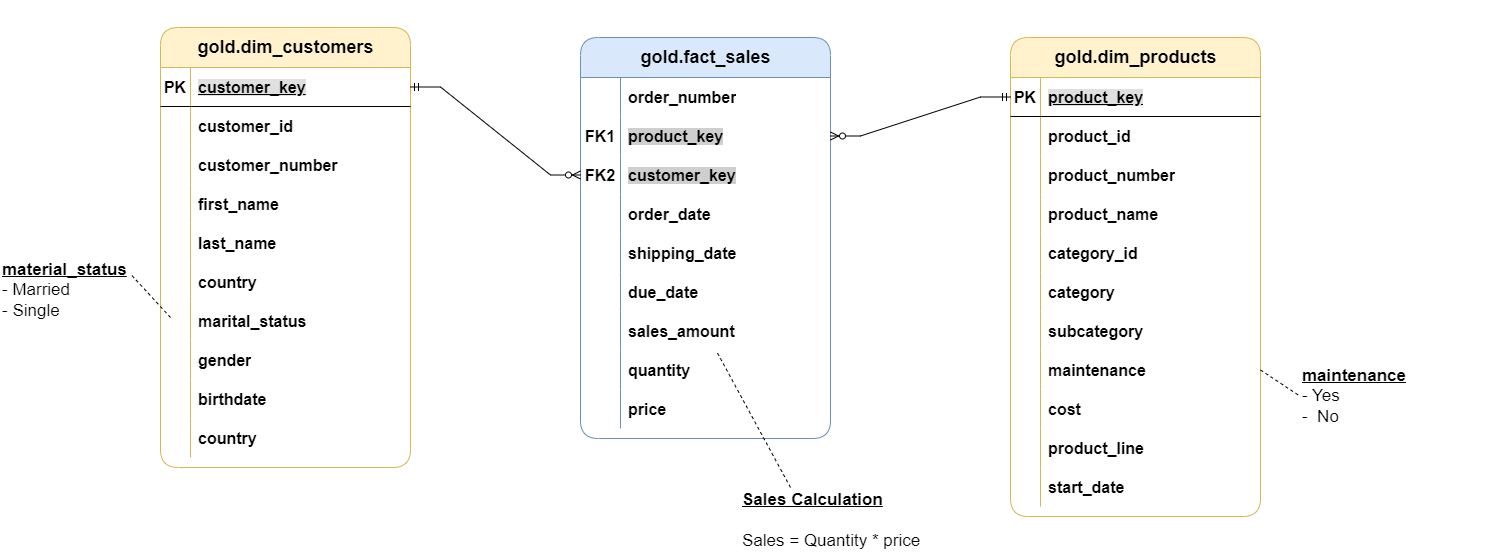 gold.dim_customers
PK customer_key
customer_id
customer_number
first_name
last_name
country
marital_status
gender
birthdate
country
material_status
- Married
- Single
gold.fact_sales
order_number
FK1 product_key
FK2 customer_key
order_date
shipping_date
due_date
sales_amount
quantity
price
Sales Calculation
Sales = Quantity * price
gold.dim_products
PK product_key
product_id
product_number
product_name
category_id
category
subcategory
maintenance
cost
product_line
start_date
maintenance
- Yes
- No